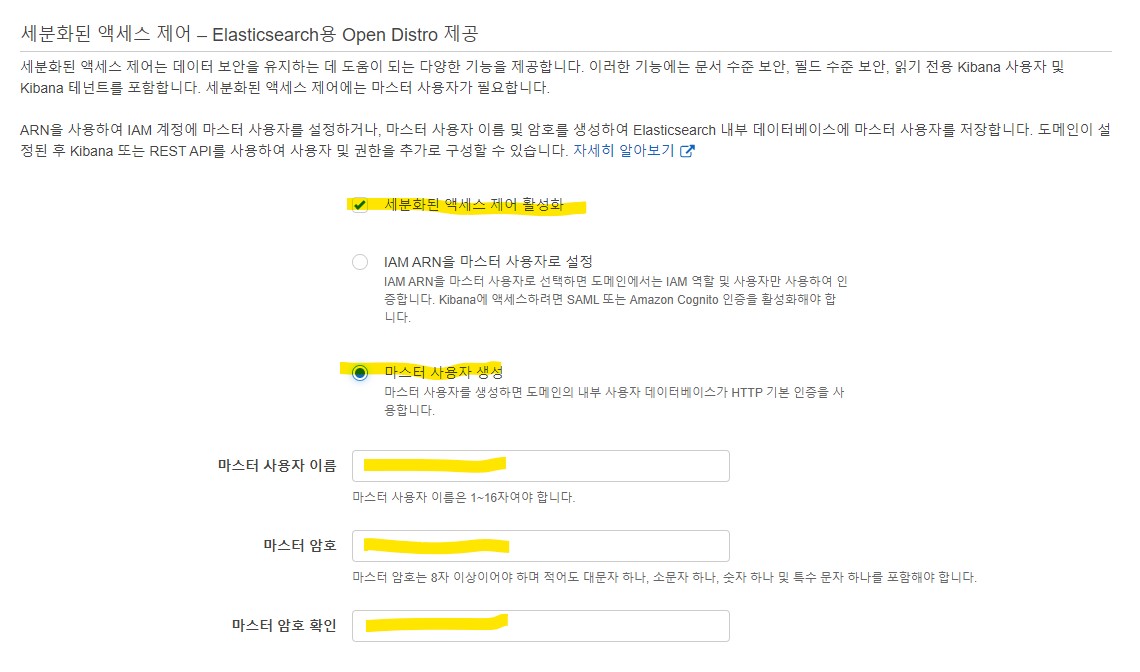 세분화된 액세스 제어 – Elasticsearch용 Open Distro 제공
세분화된 액세스 제어는 데이터 보안을 유지하는 데 도움이 되는 다양한 기능을 제공합니다. 이러한 기능에는 문서 수준 보안, 필드 수준 보안, 읽기 전용 Kibana 사용자 및
Kibana 테넌트를 포함합니다. 세분화된 액세스 제어에는 마스터 사용자가 필요합니다.
ARN을 사용하여 IAM 계정에 마스터 사용자를 설정하거나, 마스터 사용자 이름 및 암호를 생성하여 Elasticsearch 내부 데이터베이스에 마스터 사용자를 저장합니다. 도메인이 설
정된 후 Kibana 또는 REST API를 사용하여 사용자 및 권한을 추가로 구성할 수 있습니다. 자세히 알아보기
세분화된 액세스 제어 활성화
IAM ARN을 마스터 사용자로 설정
IAM ARN을 마스터 사용자로 선택하면 도메인에서는 IAM 역할 및 사용자만 사용하여 인
증합니다. Kibana에 액세스하려면 SAML 또는 Amazon Cognito 인증을 활성화해야 합
니다.
마스터 사용자 생성
마스터 사용자를 생성하면 도메인의 내부 사용자 데이터베이스가 HTTP 기본 인증을 사
용합니다.
마스터 사용자 이름
마스터 사용자 이름은 1~16자여야 합니다.
마스터 암호
마스터 암호는 8자 이상이어야 하며 적어도 대문자 하나, 소문자 하나, 숫자 하나 및 특수 문자 하나를 포함해야 합니다.
마스터 암호 확인